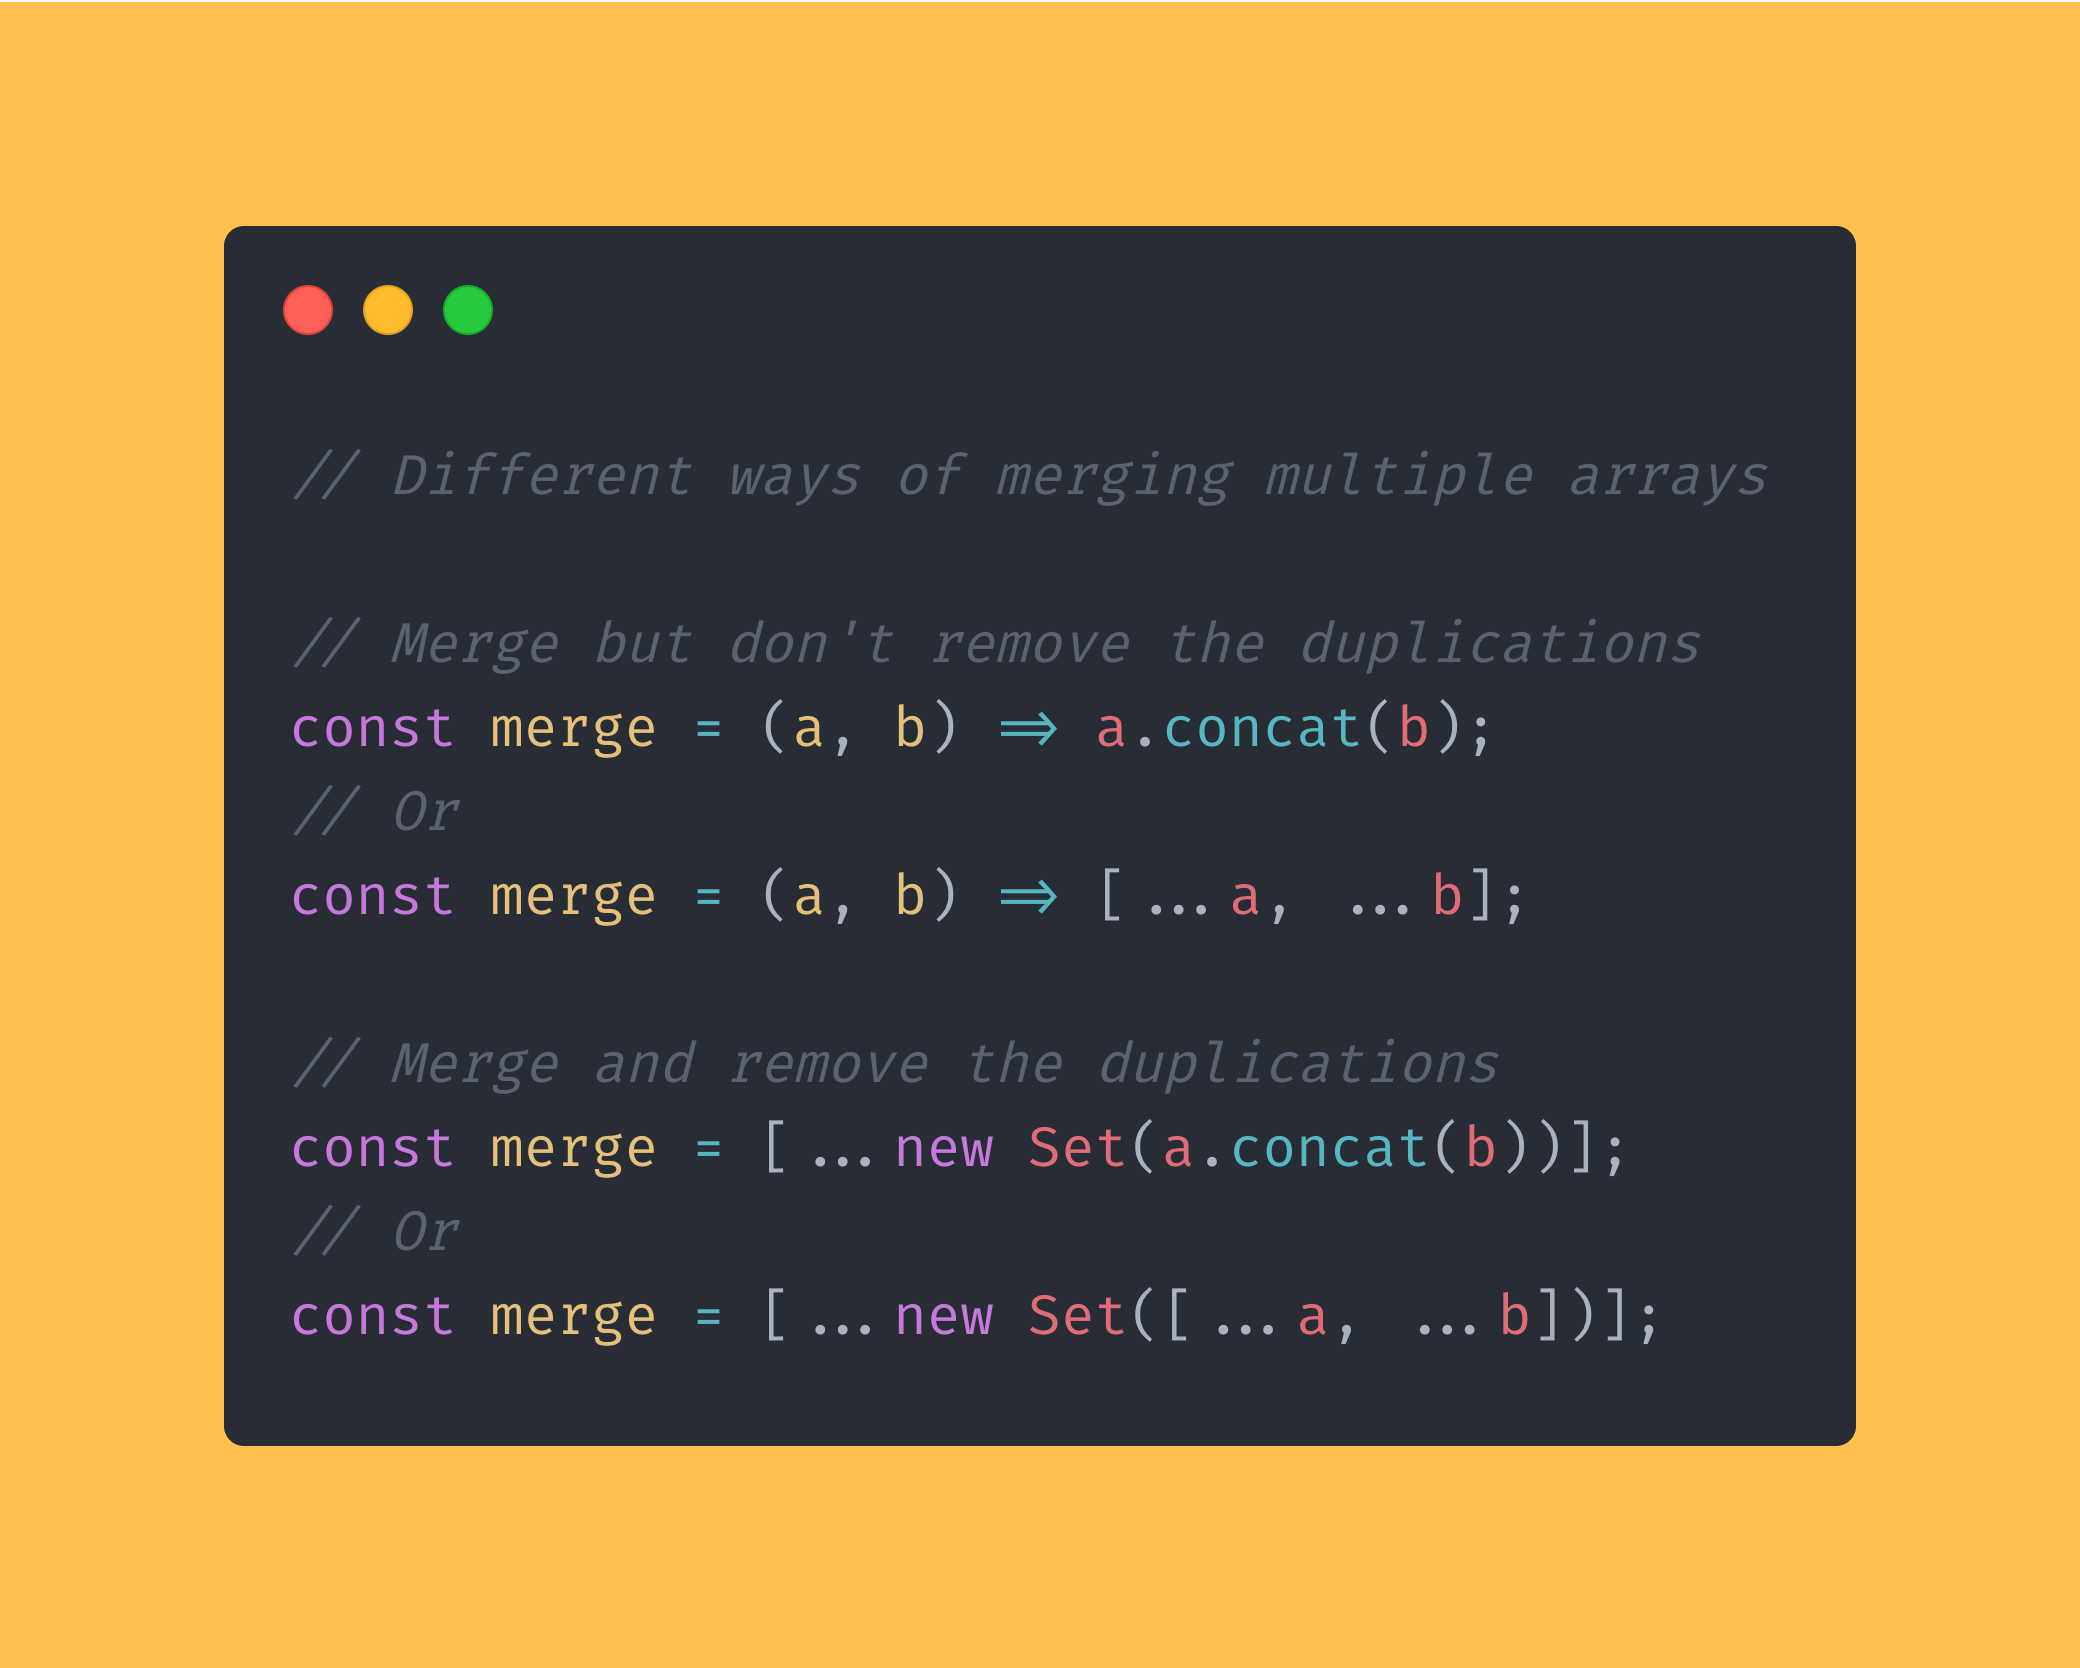 // Different ways of merging multiple arrays
// Merge but don't remove the duplications
const merge = (a, b) => a.concat(b);
// Or
const merge = (a, b) => [...a, ...b];
// Merge and remove the duplications
const merge = [...new Set(a.concat(b))];
// Or
const merge = [...new Set([...a, ...b])];